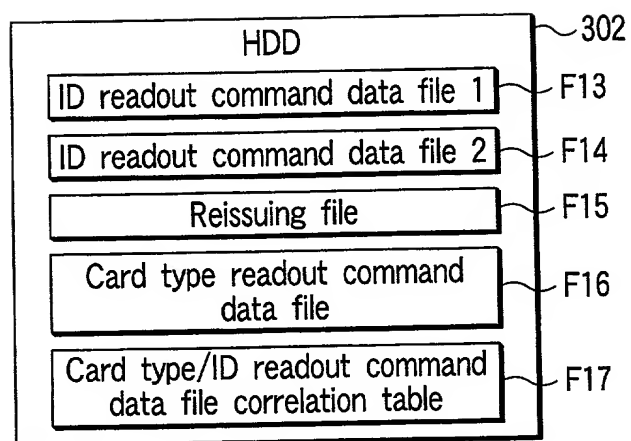 HDD
302
ID readout command data file 1
F13
ID readout command data file 2
F14
Reissuing file
F15
Card type readout command
data file
F16
Card type/ID readout command
data file correlation table
F17